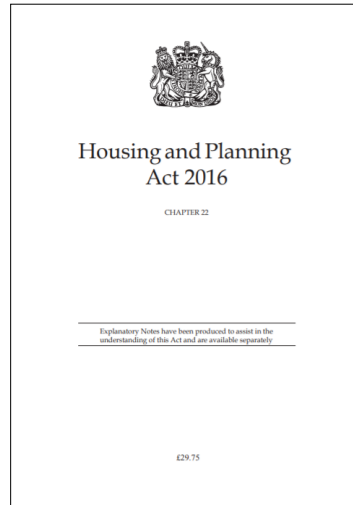 Housing and Planning
Act 2016
CHAPTER 22
Explanatory Notes have been produced to assist in the
understanding of this Act and are available separately
£29.75